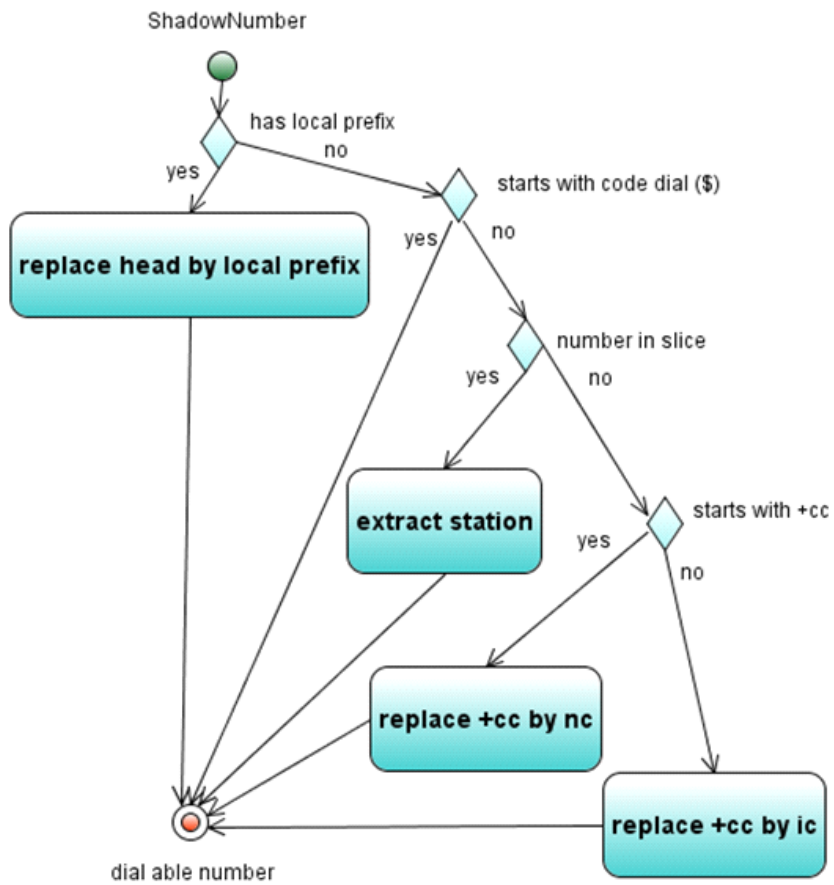 ShadowNumber
has local prefix
no
yes
starts with code dial ($)
replace head by local prefix
yes
no
number in slice
yes
no
extract station
starts with +cc
yes
no
replace +cc by nc
replace +cc by ic
dial able number